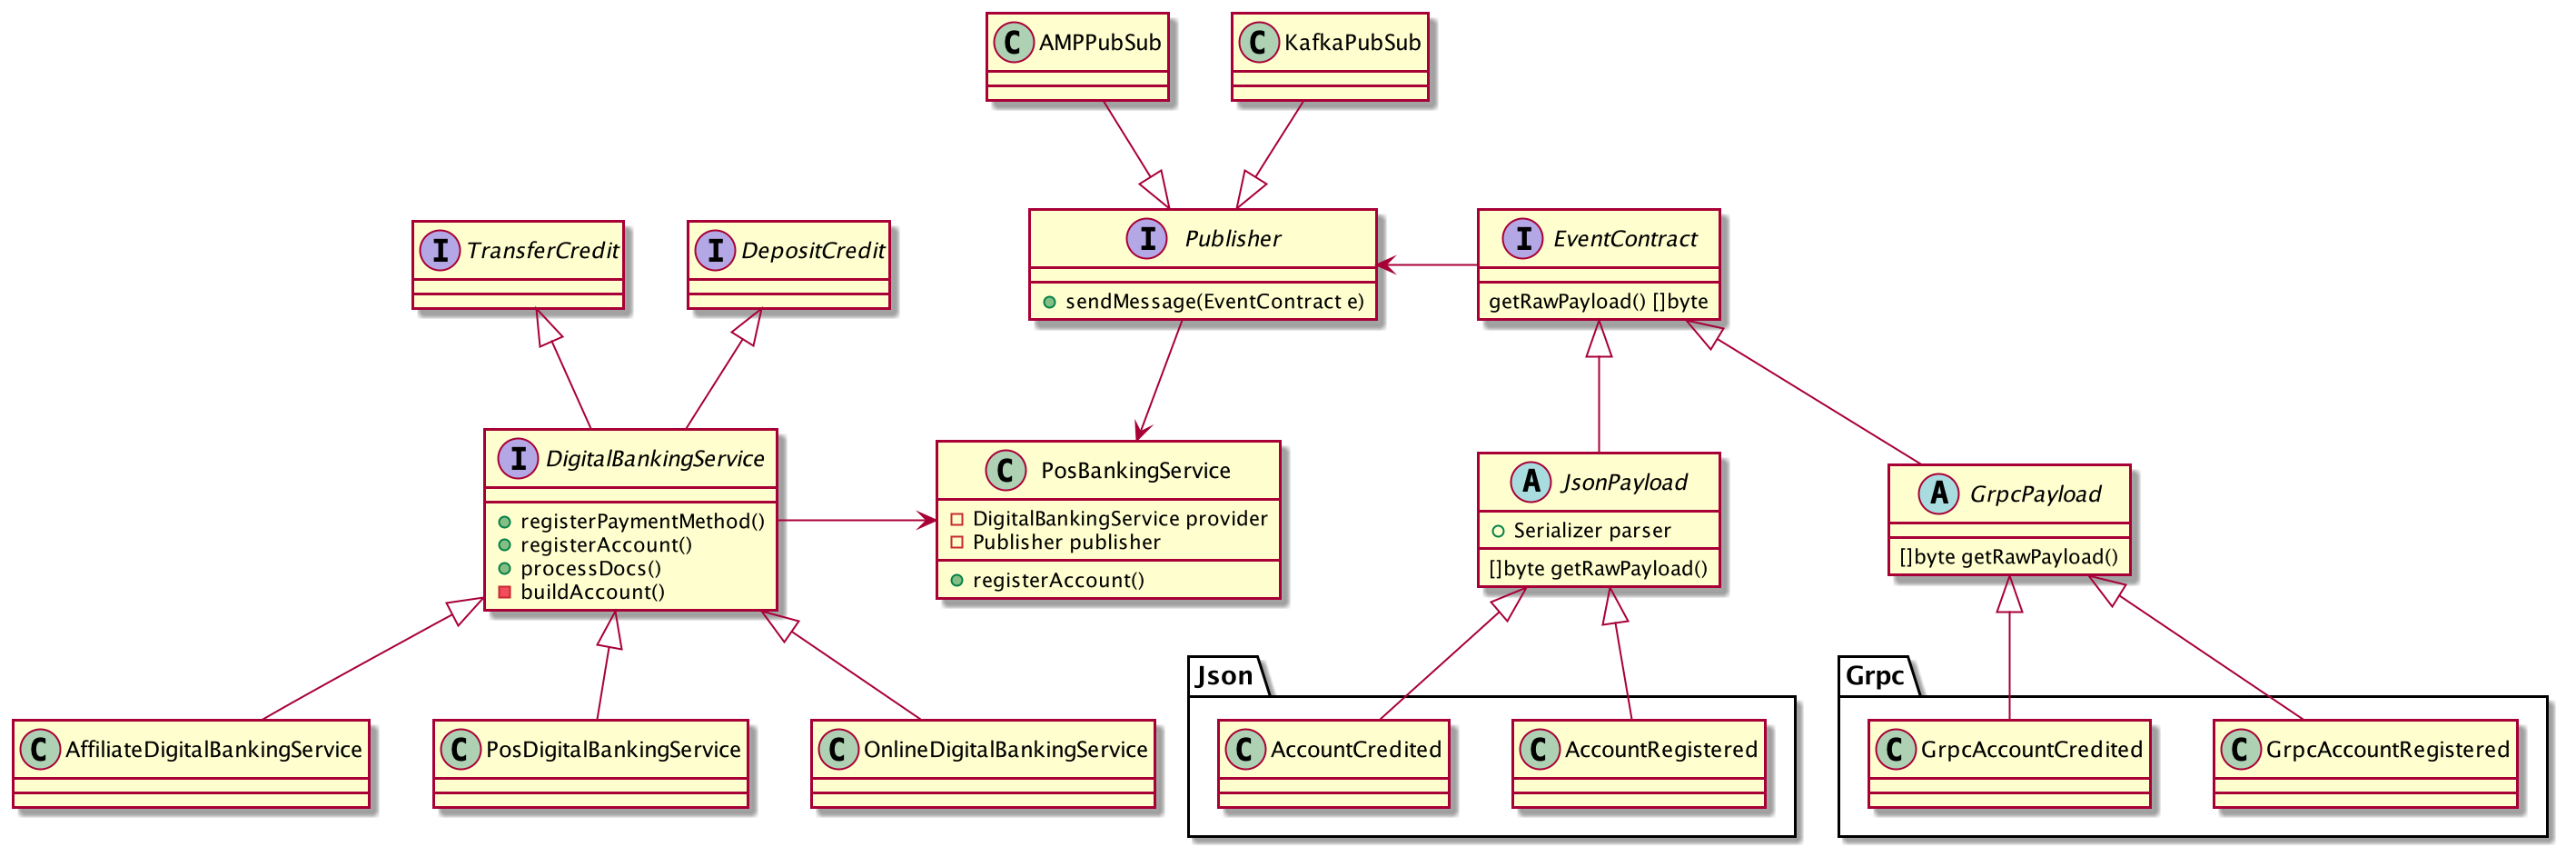 C AMPPubSub
C KafkaPubSub
I TransferCredit
I DepositCredit
I Publisher
sendMessage(EventContract e)
I EventContract
getRawPayload() []byte
I DigitalBankingService
registerPaymentMethod()
registerAccount()
processDocs()
buildAccount()
C PosBankingService
DigitalBankingService provider
Publisher publisher
registerAccount()
A JsonPayload
Serializer parser
[]byte getRawPayload()
A GrpcPayload
[]byte getRawPayload()
Json
Grpc
C AffiliateDigitalBankingService
C PosDigitalBankingService
C OnlineDigitalBankingService
C AccountCredited
C AccountRegistered
C GrpcAccountCredited
C GrpcAccountRegistered